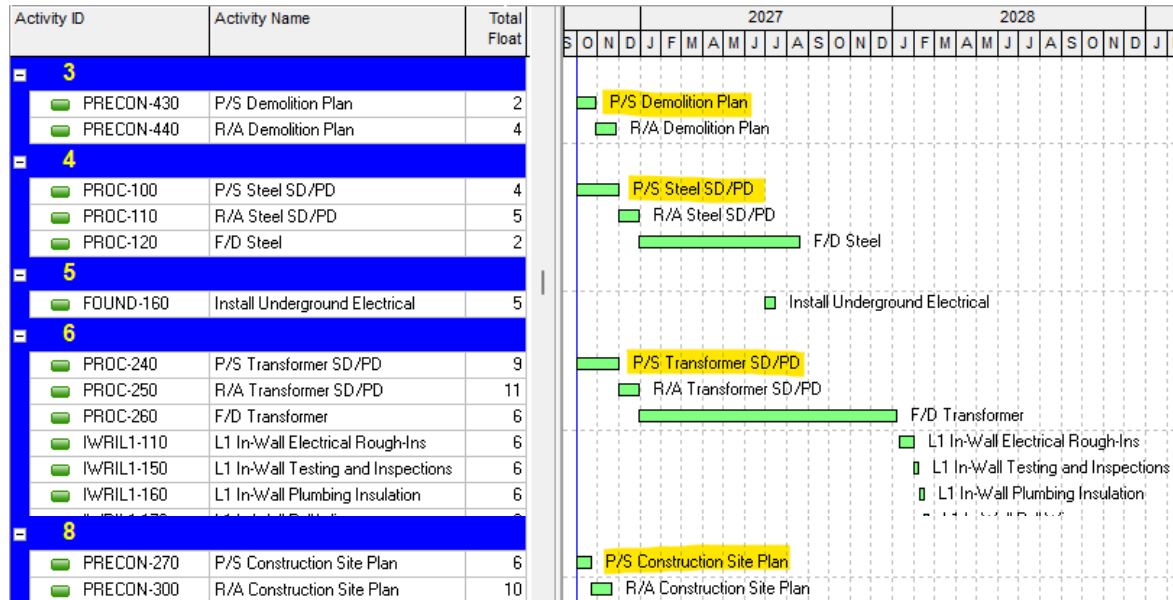 Activity ID Activity Name Total Float 2027 2028
S O N D J F M A M J J A S O N D J F M A M J J A S O N D J
3
PRECON-430 P/S Demolition Plan 2 P/S Demolition Plan
PRECON-440 R/A Demolition Plan 4 R/A Demolition Plan
4
PROC-100 P/S Steel SD/PD 4 P/S Steel SD/PD
PROC-110 R/A Steel SD/PD 5 R/A Steel SD/PD
PROC-120 F/D Steel 2 F/D Steel
5
FOUND-160 Install Underground Electrical 5 Install Underground Electrical
6
PROC-240 P/S Transformer SD/PD 9 P/S Transformer SD/PD
PROC-250 R/A Transformer SD/PD 11 R/A Transformer SD/PD
PROC-260 F/D Transformer 6 F/D Transformer
IWRIL1-110 L1 In-Wall Electrical Rough-Ins 6 L1 In-Wall Electrical Rough-Ins
IWRIL1-150 L1 In-Wall Testing and Inspections 6 L1 In-Wall Testing and Inspections
IWRIL1-160 L1 In-Wall Plumbing Insulation 6 L1 In-Wall Plumbing Insulation
8
PRECON-270 P/S Construction Site Plan 6 P/S Construction Site Plan
PRECON-300 R/A Construction Site Plan 10 R/A Construction Site Plan